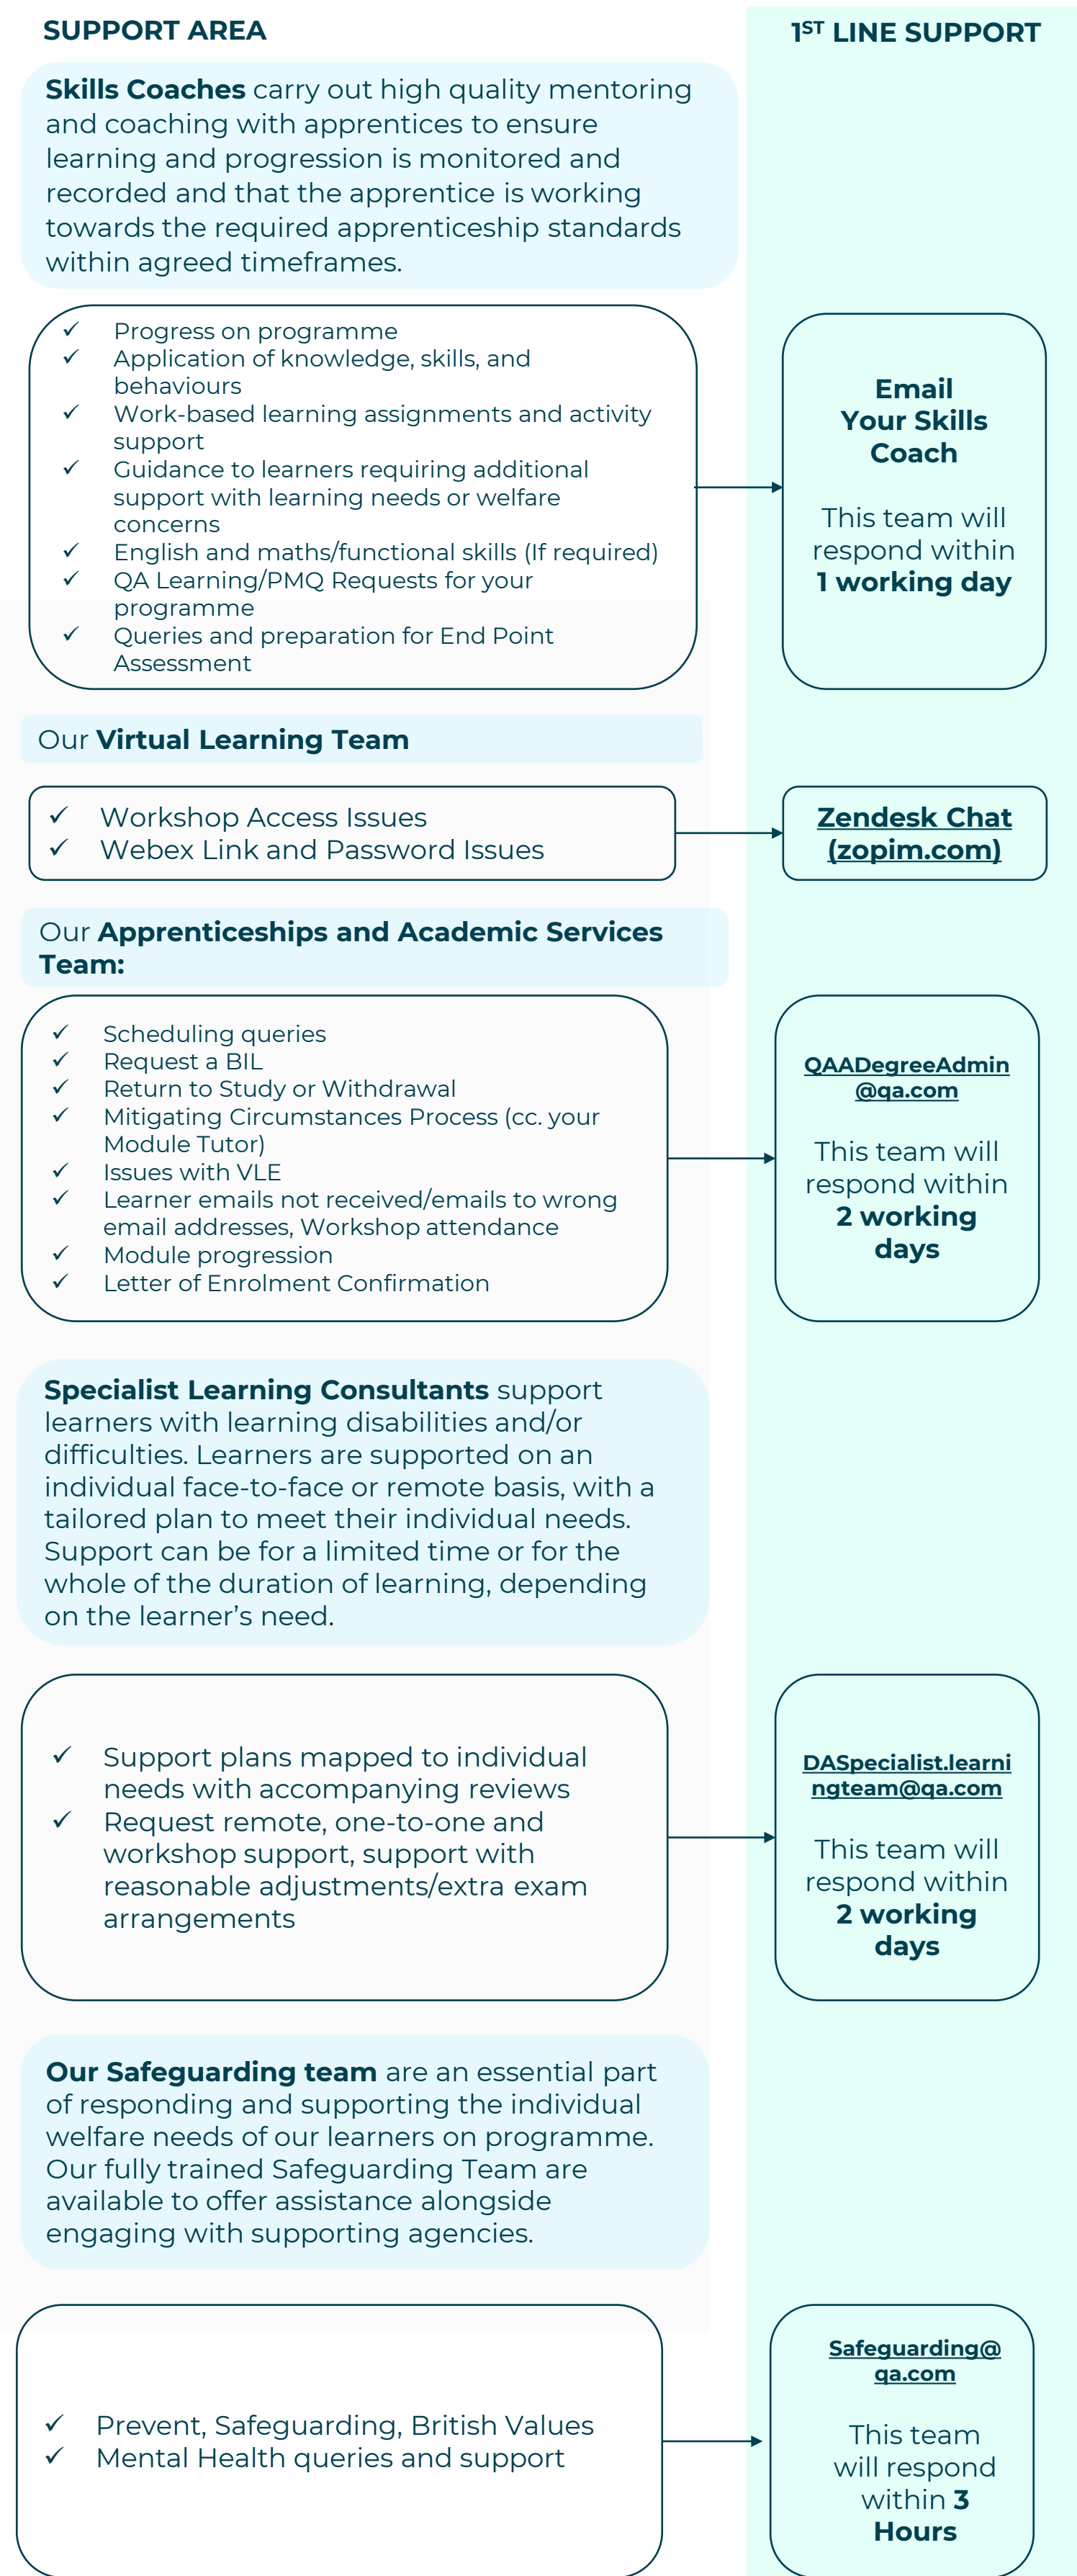 SUPPORT AREA
1ST LINE SUPPORT
Skills Coaches carry out high quality mentoring
and coaching with apprentices to ensure
learning and progression is monitored and
recorded and that the apprentice is working
towards the required apprenticeship standards
within agreed timeframes.
✓ Progress on programme
✓ Application of knowledge, skills, and
behaviours
✓ Work-based learning assignments and activity
support
✓ Guidance to learners requiring additional
support with learning needs or welfare
concerns
✓ English and maths/functional skills (If required)
✓ QA Learning/PMQ Requests for your
programme
✓ Queries and preparation for End Point
Assessment
Email
Your Skills
Coach
This team will
respond within
1 working day
Our Virtual Learning Team
✓ Workshop Access Issues
✓ Webex Link and Password Issues
Zendesk Chat
(zopim.com)
Our Apprenticeships and Academic Services
Team:
✓ Scheduling queries
✓ Request a BIL
✓ Return to Study or Withdrawal
✓ Mitigating Circumstances Process (cc. your
Module Tutor)
✓ Issues with VLE
✓ Learner emails not received/emails to wrong
email addresses, Workshop attendance
✓ Module progression
✓ Letter of Enrolment Confirmation
QAADegreeAdmin
@qa.com
This team will
respond within
2 working
days
Specialist Learning Consultants support
learners with learning disabilities and/or
difficulties. Learners are supported on an
individual face-to-face or remote basis, with a
tailored plan to meet their individual needs.
Support can be for a limited time or for the
whole of the duration of learning, depending
on the learner’s need.
✓ Support plans mapped to individual
needs with accompanying reviews
✓ Request remote, one-to-one and
workshop support, support with
reasonable adjustments/extra exam
arrangements
DASpecialist.learni
ngteam@qa.com
This team will
respond within
2 working
days
Our Safeguarding team are an essential part
of responding and supporting the individual
welfare needs of our learners on programme.
Our fully trained Safeguarding Team are
available to offer assistance alongside
engaging with supporting agencies.
✓ Prevent, Safeguarding, British Values
✓ Mental Health queries and support
Safeguarding@
qa.com
This team
will respond
within 3
Hours